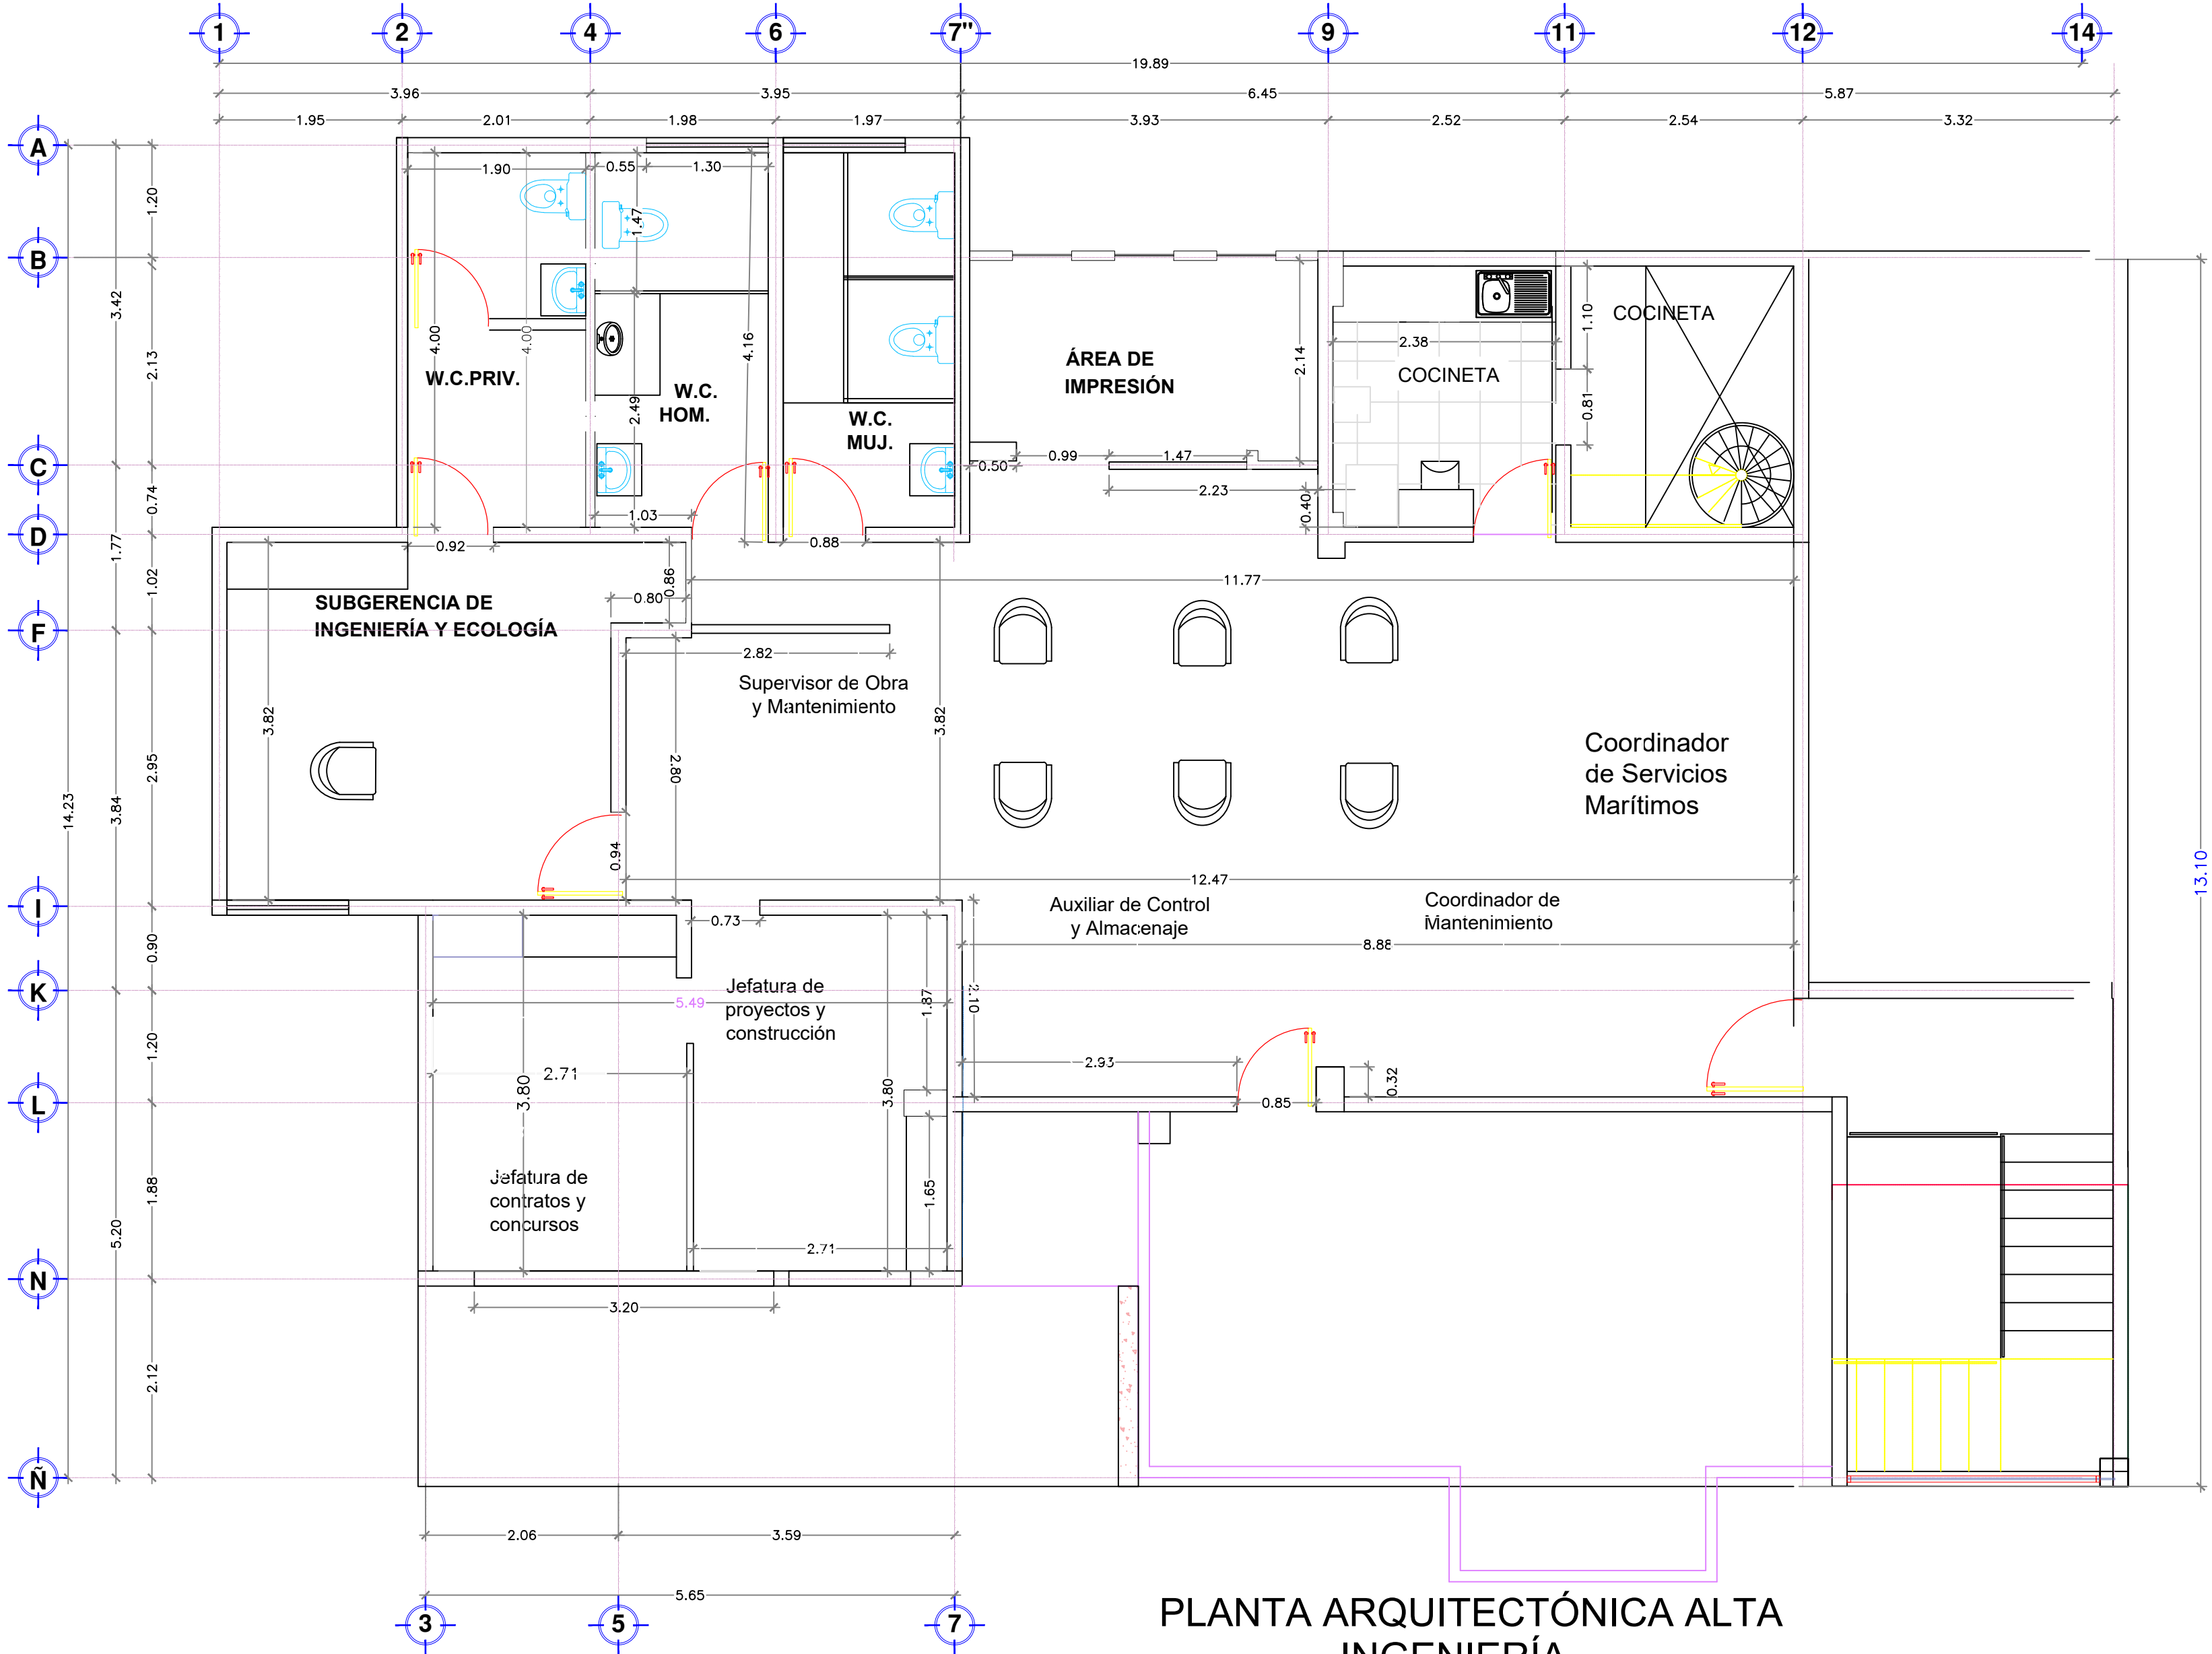 1 2 4 6 7" 9 11 12 14
19.89
3.96 3.95 6.45 5.87
1.95 2.01 1.98 1.97 3.93 2.52 2.54 3.32
A
B
C
D
F
I
K
L
N
Ñ
14.23
3.42
1.77
3.84
5.20
1.20
2.13
0.74
1.02
2.95
0.90
1.20
1.88
2.12
13.10
1.90
0.55
1.30
1.47
4.00
4.00
4.16
2.49
1.03
0.92
0.88
W.C.PRIV.
W.C.
HOM.
W.C.
MUJ.
ÁREA DE
IMPRESIÓN
2.14
0.50
0.99
1.47
2.23
0.40
2.38
COCINETA
COCINETA
1.10
0.81
11.77
0.86
0.80
SUBGERENCIA DE
INGENIERÍA Y ECOLOGÍA
2.82
Supervisor de Obra
y Mantenimiento
3.82
3.82
2.80
0.94
Coordinador
de Servicios
Marítimos
12.47
Auxiliar de Control
y Almacenaje
Coordinador de
Mantenimiento
8.88
0.73
Jefatura de
proyectos y
construcción
5.49
1.87
2.10
2.93
0.85
0.32
2.71
3.80
3.80
1.65
Jefatura de
contratos y
concursos
2.71
3.20
2.06 3.59
5.65
3 5 7
PLANTA ARQUITECTÓNICA ALTA
INGENIERÍA